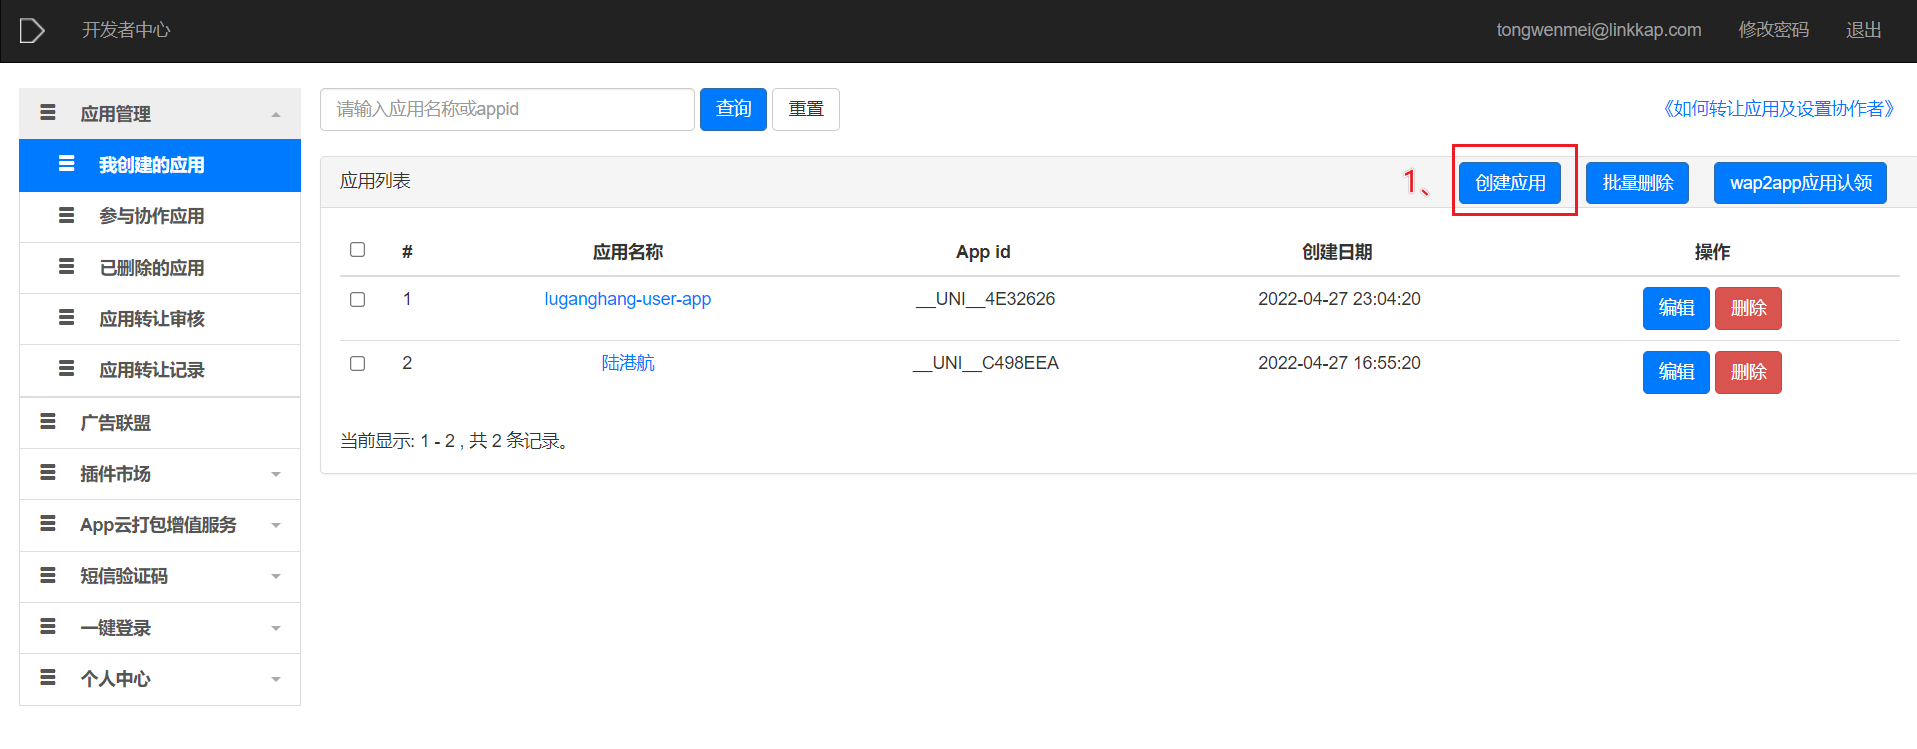 开发者中心
tongwenmei@linkkap.com 修改密码 退出
应用管理
我创建的应用
参与协作应用
已删除的应用
应用转让审核
应用转让记录
广告联盟
插件市场
App云打包增值服务
短信验证码
一键登录
个人中心
请输入应用名称或appid 查询 重置 《如何转让应用及设置协作者》
应用列表 1、 创建应用 批量删除 wap2app应用认领
# 应用名称 App id 创建日期 操作
1 luganghang-user-app __UNI__4E32626 2022-04-27 23:04:20 编辑 删除
2 陆港航 __UNI__C498EEA 2022-04-27 16:55:20 编辑 删除
当前显示: 1 - 2 , 共 2 条记录。